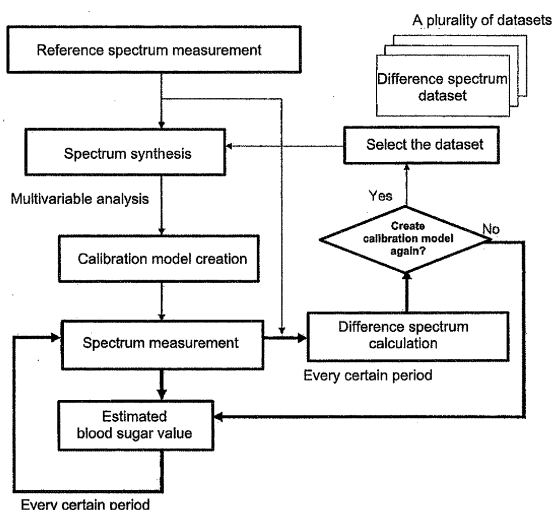 A plurality of datasets
Reference spectrum measurement
Difference spectrum
dataset
Spectrum synthesis
Select the dataset
Multivariable analysis
Yes
Create
calibration model
again?
No
Calibration model creation
Spectrum measurement
Difference spectrum
calculation
Every certain period
Estimated
blood sugar value
Every certain period